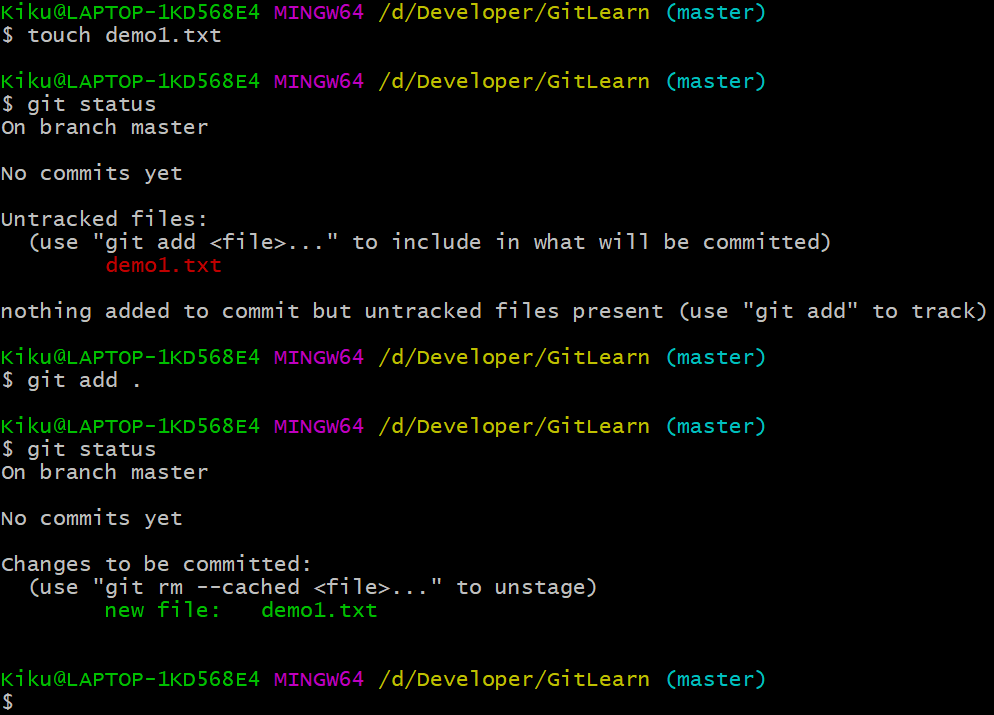 Kiku@LAPTOP-1KD568E4 MINGW64 /d/Developer/GitLearn (master)
$ touch demo1.txt
Kiku@LAPTOP-1KD568E4 MINGW64 /d/Developer/GitLearn (master)
$ git status
On branch master
No commits yet
Untracked files:
  (use "git add <file>..." to include in what will be committed)
        demo1.txt
nothing added to commit but untracked files present (use "git add" to track)
Kiku@LAPTOP-1KD568E4 MINGW64 /d/Developer/GitLearn (master)
$ git add .
Kiku@LAPTOP-1KD568E4 MINGW64 /d/Developer/GitLearn (master)
$ git status
On branch master
No commits yet
Changes to be committed:
  (use "git rm --cached <file>..." to unstage)
        new file:   demo1.txt
Kiku@LAPTOP-1KD568E4 MINGW64 /d/Developer/GitLearn (master)
$